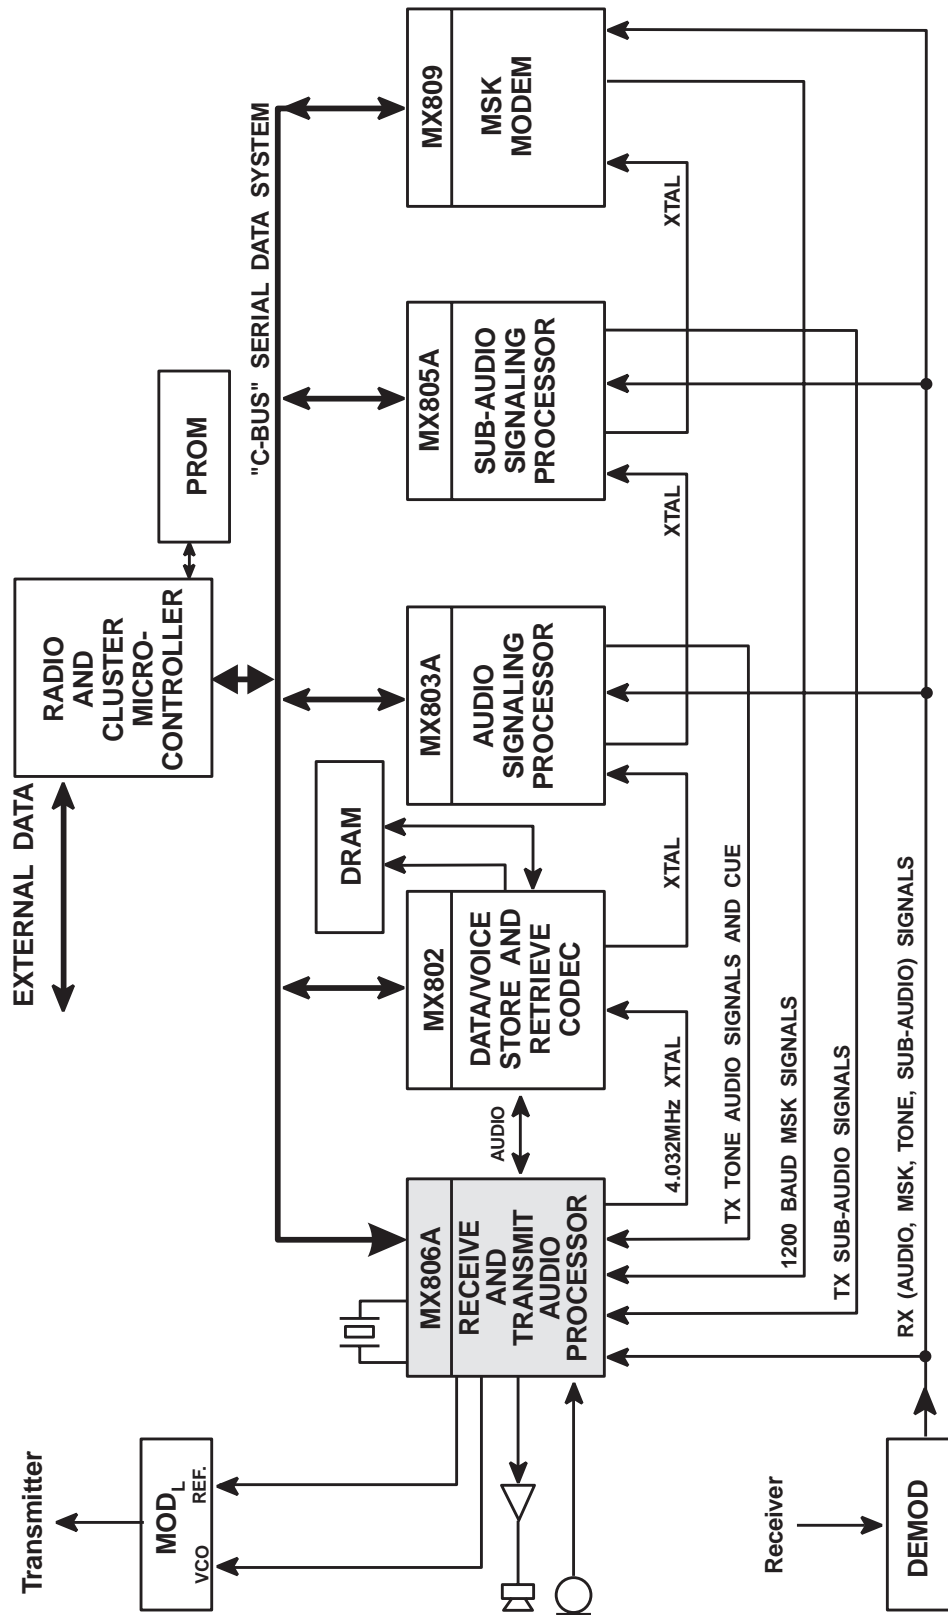 EXTERNAL DATA
RADIO
AND
CLUSTER
MICRO-
CONTROLLER
PROM
"C-BUS" SERIAL DATA SYSTEM
Transmitter
MOD L
VCO
REF.
DRAM
MX806A
RECEIVE
AND
TRANSMIT
AUDIO
PROCESSOR
AUDIO
MX802
DATA/VOICE
STORE AND
RETRIEVE
CODEC
MX803A
AUDIO
SIGNALING
PROCESSOR
MX805A
SUB-AUDIO
SIGNALING
PROCESSOR
MX809
MSK
MODEM
4.032MHz XTAL
XTAL
XTAL
XTAL
TX TONE AUDIO SIGNALS AND CUE
1200 BAUD MSK SIGNALS
TX SUB-AUDIO SIGNALS
RX (AUDIO, MSK, TONE, SUB-AUDIO) SIGNALS
Receiver
DEMOD